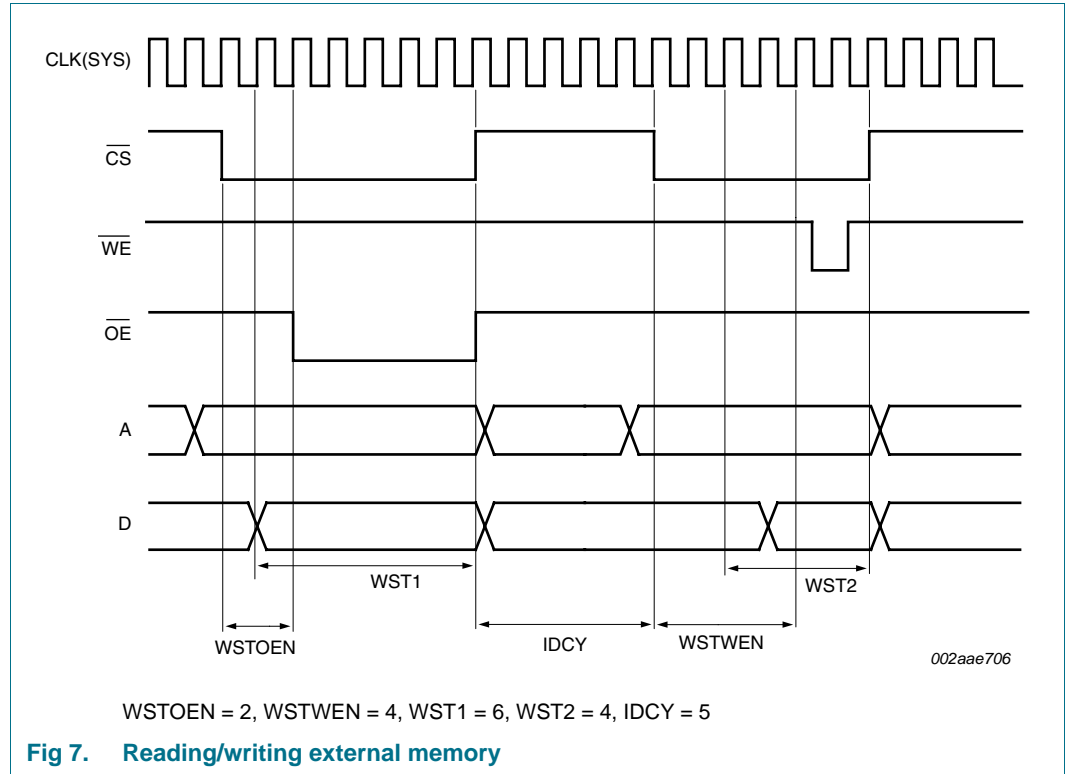 CLK(SYS)
CS
WE
OE
A
D
WST1
WST2
WSTOEN
IDCY
WSTWEN
002aae706
WSTOEN = 2, WSTWEN = 4, WST1 = 6, WST2 = 4, IDCY = 5
Fig 7. Reading/writing external memory